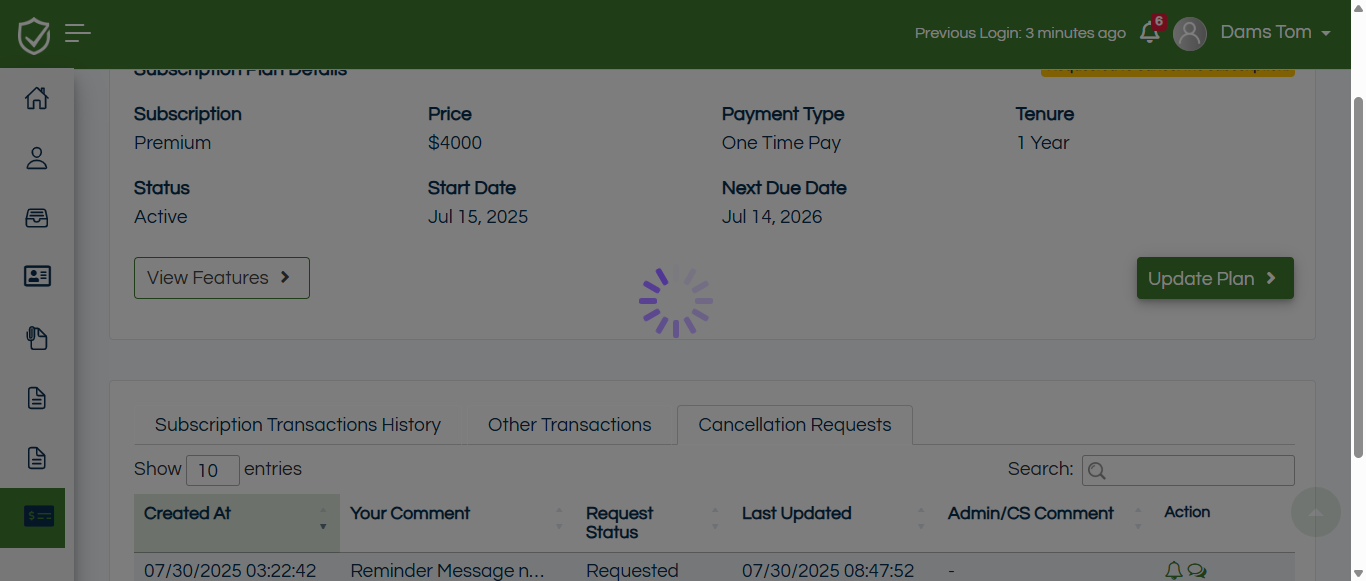 Previous Login: 3 minutes ago 6 Dams Tom
Subscription Plan Details
Subscription Price Payment Type Tenure
Premium $4000 One Time Pay 1 Year
Status Start Date Next Due Date
Active Jul 15, 2025 Jul 14, 2026
View Features Update Plan
Subscription Transactions History Other Transactions Cancellation Requests
Show 10 entries Search:
Created At Your Comment Request Status Last Updated Admin/CS Comment Action
07/30/2025 03:22:42 Reminder Message n... Requested 07/30/2025 08:47:52 -